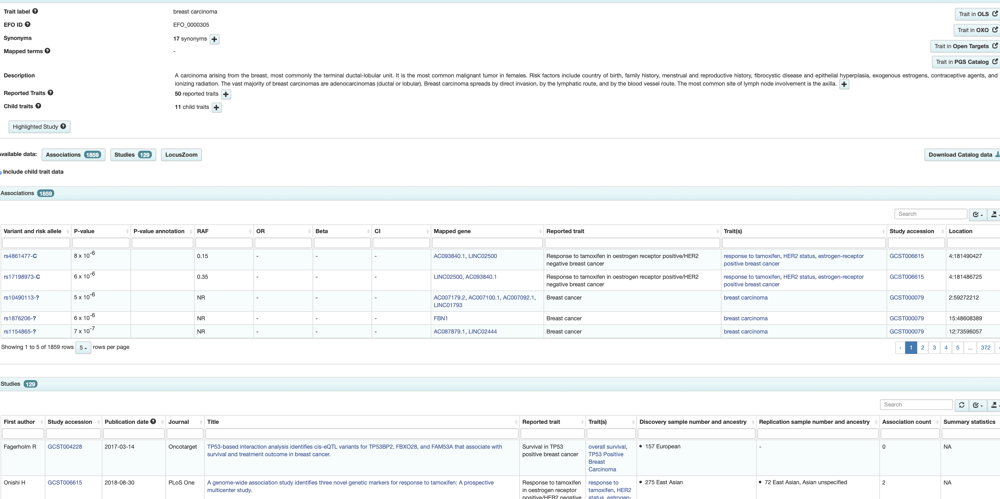 Trait label
breast carcinoma
Trait in OLS
EFO ID
EFO_0000305
Trait in OXO
Synonyms
17 synonyms
Trait in Open Targets
Mapped terms
-
Trait in PGS Catalog
Description
A carcinoma arising from the breast, most commonly the terminal ductal-lobular unit. It is the most common malignant tumor in females. Risk factors include country of birth, family history, menstrual and reproductive history, fibrocystic disease and epithelial hyperplasia, exogenous estrogens, contraceptive agents, and
ionizing radiation. The vast majority of breast carcinomas are adenocarcinomas (ductal or lobular). Breast carcinoma spreads by direct invasion, by the lymphatic route, and by the blood vessel route. The most common site of lymph node involvement is the axilla.
Reported Traits
50 reported traits
Child traits
11 child traits
Highlighted Study
Available data: Associations 1859 Studies 129 LocusZoom
Download Catalog data
Include child trait data
Associations 1859
Search
Variant and risk allele P-value P-value annotation RAF OR Beta CI Mapped gene Reported trait Trait(s) Study accession Location
rs4861477-C 8 x 10-6 0.15 - - - AC093840.1, LINC02500 Response to tamoxifen in oestrogen receptor positive/HER2 response to tamoxifen, HER2 status, estrogen-receptor GCST006615 4:181490427
negative breast cancer positive breast cancer
rs17198973-C 6 x 10-6 0.35 - - - LINC02500, AC093840.1 Response to tamoxifen in oestrogen receptor positive/HER2 response to tamoxifen, HER2 status, estrogen-receptor GCST006615 4:181486725
negative breast cancer positive breast cancer
rs10490113-? 5 x 10-6 NR - - - AC007179.2, AC007100.1, AC007092.1, Breast cancer breast carcinoma GCST000079 2:59272212
LINC01793
rs1876206-? 6 x 10-6 NR - - - FBN1 Breast cancer breast carcinoma GCST000079 15:48608389
rs1154865-? 7 x 10-7 NR - - - AC087879.1, LINC02444 Breast cancer breast carcinoma GCST000079 12:73596057
Showing 1 to 5 of 1859 rows 5 rows per page
‹ 1 2 3 4 5 ... 372 ›
Studies 129
Search
First author Study accession Publication date Journal Title Reported trait Trait(s) Discovery sample number and ancestry Replication sample number and ancestry Association count Summary statistics
Fagerholm R GCST004228 2017-03-14 Oncotarget TP53-based interaction analysis identifies cis-eQTL variants for TP53BP2, FBXO28, and FAM53A that associate with Survival in TP53 overall survival, • 157 European - 0 NA
survival and treatment outcome in breast cancer. positive breast cancer TP53 Positive
Breast
Carcinoma
Onishi H GCST006615 2018-08-30 PLoS One A genome-wide association study identifies three novel genetic markers for response to tamoxifen: A prospective Response to tamoxifen response to • 275 East Asian • 72 East Asian, Asian unspecified 2 NA
multicenter study. in oestrogen receptor tamoxifen, HER2
positive/HER2 negative status, estrogen-